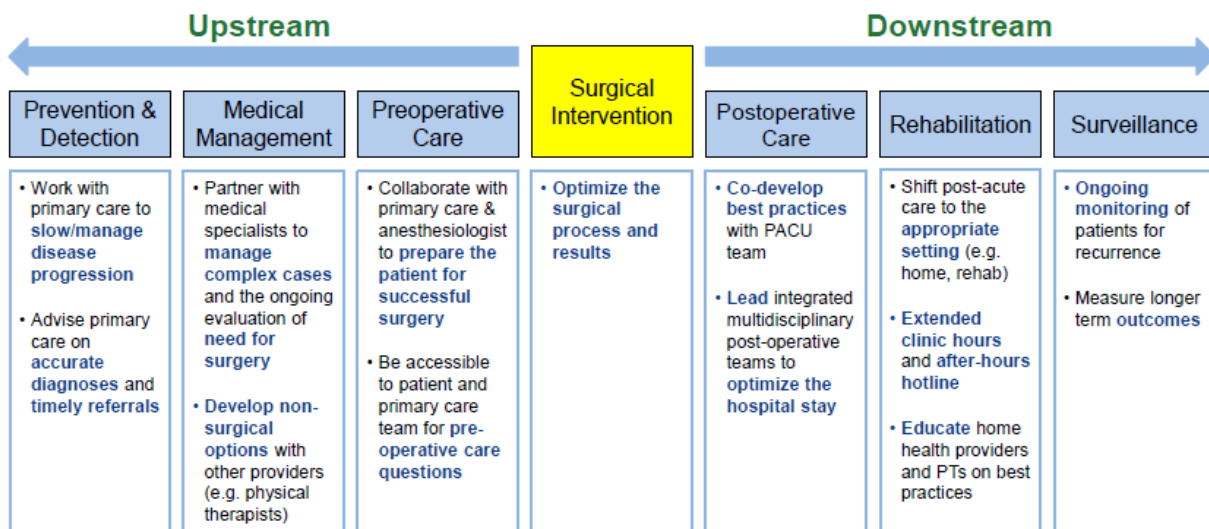 Upstream
Downstream
Prevention &
Detection
Medical
Management
Preoperative
Care
Surgical
Intervention
Postoperative
Care
Rehabilitation
Surveillance
• Work with
primary care to
slow/manage
disease
progression
• Advise primary
care on
accurate
diagnoses and
timely referrals
• Partner with
medical
specialists to
manage
complex cases
and the ongoing
evaluation of
need for
surgery
• Develop non-
surgical
options with
other providers
(e.g. physical
therapists)
• Collaborate with
primary care &
anesthesiologist
to prepare the
patient for
successful
surgery
• Be accessible
to patient and
primary care
team for pre-
operative care
questions
• Optimize the
surgical
process and
results
• Co-develop
best practices
with PACU
team
• Lead integrated
multidisciplinary
post-operative
teams to
optimize the
hospital stay
• Shift post-acute
care to the
appropriate
setting (e.g.
home, rehab)
• Extended
clinic hours
and after-hours
hotline
• Educate home
health providers
and PTs on best
practices
• Ongoing
monitoring of
patients for
recurrence
• Measure longer
term outcomes